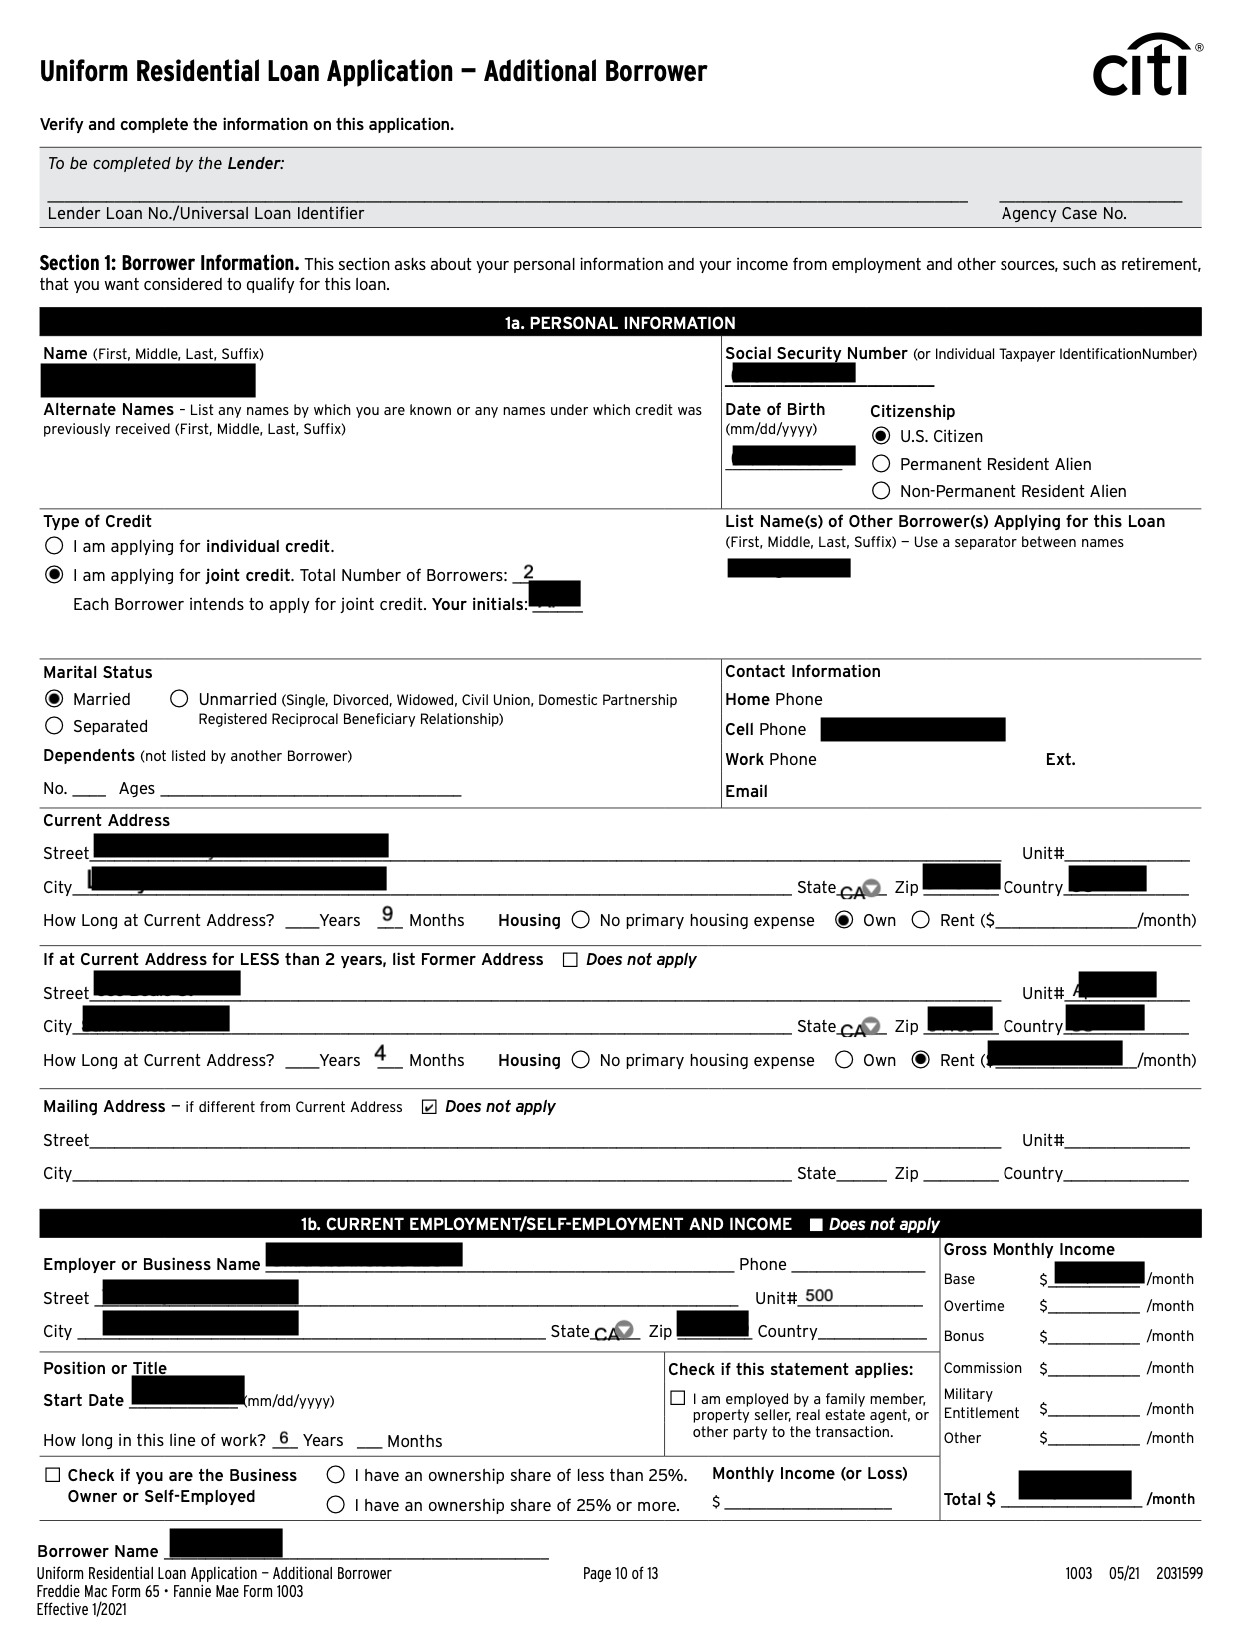 citi®
Uniform Residential Loan Application – Additional Borrower
Verify and complete the information on this application.
To be completed by the Lender:
Lender Loan No./Universal Loan Identifier Agency Case No.
Section 1: Borrower Information. This section asks about your personal information and your income from employment and other sources, such as retirement,
that you want considered to qualify for this loan.
1a. PERSONAL INFORMATION
Name (First, Middle, Last, Suffix)
Alternate Names – List any names by which you are known or any names under which credit was
previously received (First, Middle, Last, Suffix)
Social Security Number (or Individual Taxpayer IdentificationNumber)
Date of Birth
(mm/dd/yyyy)
Citizenship
U.S. Citizen
Permanent Resident Alien
Non-Permanent Resident Alien
Type of Credit
I am applying for individual credit.
I am applying for joint credit. Total Number of Borrowers: 2
Each Borrower intends to apply for joint credit. Your initials:
List Name(s) of Other Borrower(s) Applying for this Loan
(First, Middle, Last, Suffix) – Use a separator between names
Marital Status
Married Unmarried (Single, Divorced, Widowed, Civil Union, Domestic Partnership
Registered Reciprocal Beneficiary Relationship)
Separated
Dependents (not listed by another Borrower)
No. Ages
Contact Information
Home Phone
Cell Phone
Work Phone Ext.
Email
Current Address
Street Unit#
City State CA Zip Country
How Long at Current Address? Years 9 Months Housing No primary housing expense Own Rent ($ /month)
If at Current Address for LESS than 2 years, list Former Address Does not apply
Street Unit#
City State CA Zip Country
How Long at Current Address? Years 4 Months Housing No primary housing expense Own Rent ( /month)
Mailing Address – if different from Current Address Does not apply
Street Unit#
City State Zip Country
1b. CURRENT EMPLOYMENT/SELF-EMPLOYMENT AND INCOME Does not apply
Employer or Business Name Phone
Street Unit# 500
City State CA Zip Country
Position or Title
Start Date (mm/dd/yyyy)
How long in this line of work? 6 Years Months
Check if this statement applies:
I am employed by a family member,
property seller, real estate agent, or
other party to the transaction.
Check if you are the Business
Owner or Self-Employed
I have an ownership share of less than 25%.
I have an ownership share of 25% or more.
Monthly Income (or Loss)
$
Gross Monthly Income
Base $ /month
Overtime $ /month
Bonus $ /month
Commission $ /month
Military
Entitlement $ /month
Other $ /month
Total $ /month
Borrower Name
Uniform Residential Loan Application – Additional Borrower
Freddie Mac Form 65 • Fannie Mae Form 1003
Effective 1/2021
Page 10 of 13
1003 05/21 2031599